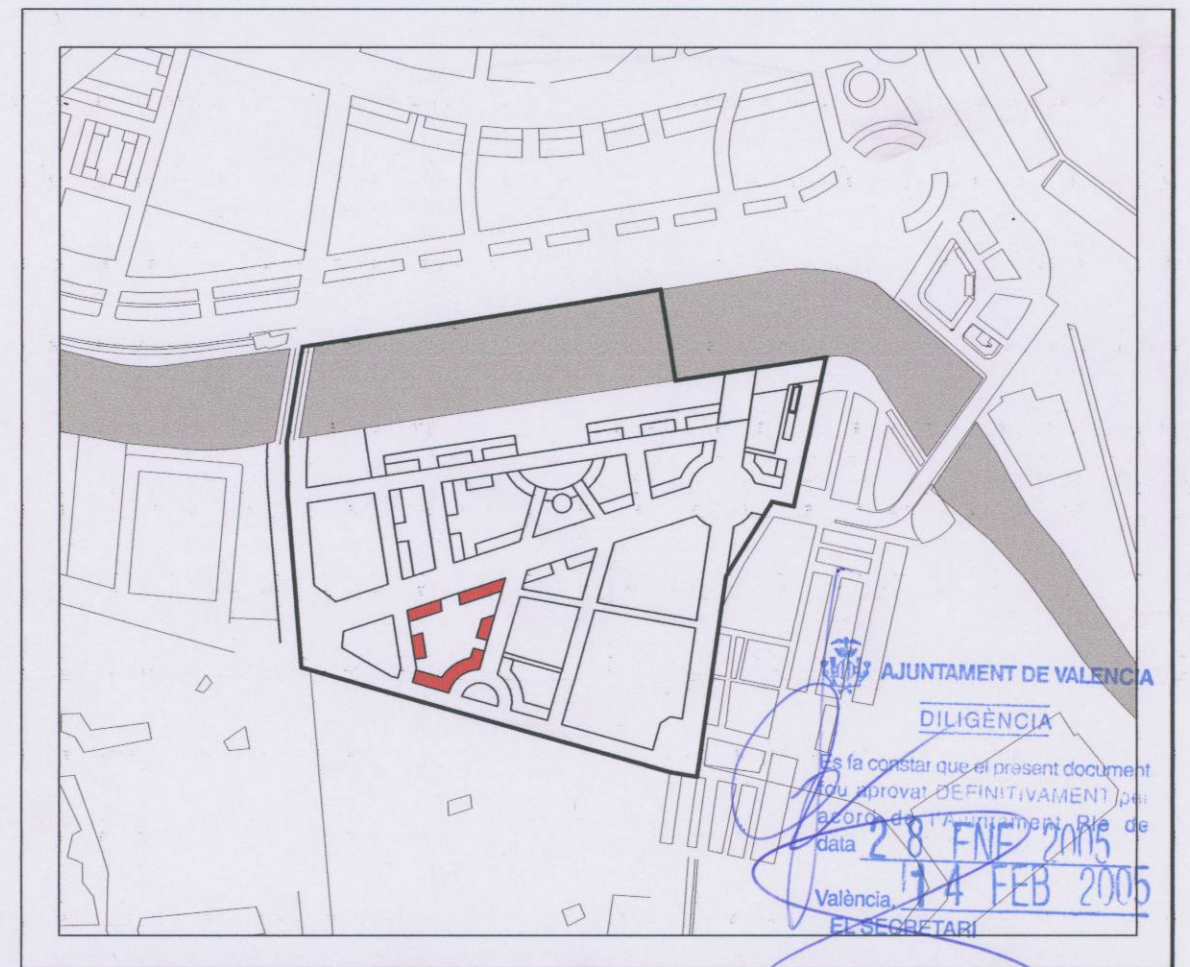 AJUNTAMENT DE VALENCIA
DILIGÈNCIA
Es fa constar que el present document
fou aprovat DEFINITIVAMENT per
acord de l'Ajuntament Ple de
data 28 ENE 2005
València, 14 FEB 2005
EL SECRETARI